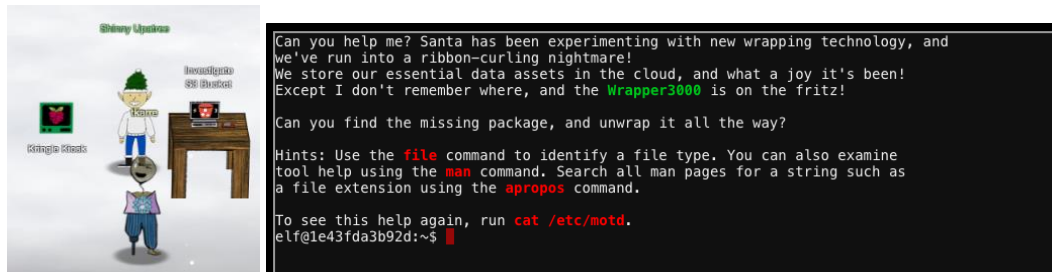 Shinny Upatree
Investigate
S3 Bucket
Kringle Kiosk
Can you help me? Santa has been experimenting with new wrapping technology, and
we've run into a ribbon-curling nightmare!
We store our essential data assets in the cloud, and what a joy it's been!
Except I don't remember where, and the Wrapper3000 is on the fritz!
Can you find the missing package, and unwrap it all the way?
Hints: Use the file command to identify a file type. You can also examine
tool help using the man command. Search all man pages for a string such as
a file extension using the apropos command.
To see this help again, run cat /etc/motd.
elf@1e43fda3b92d:~$